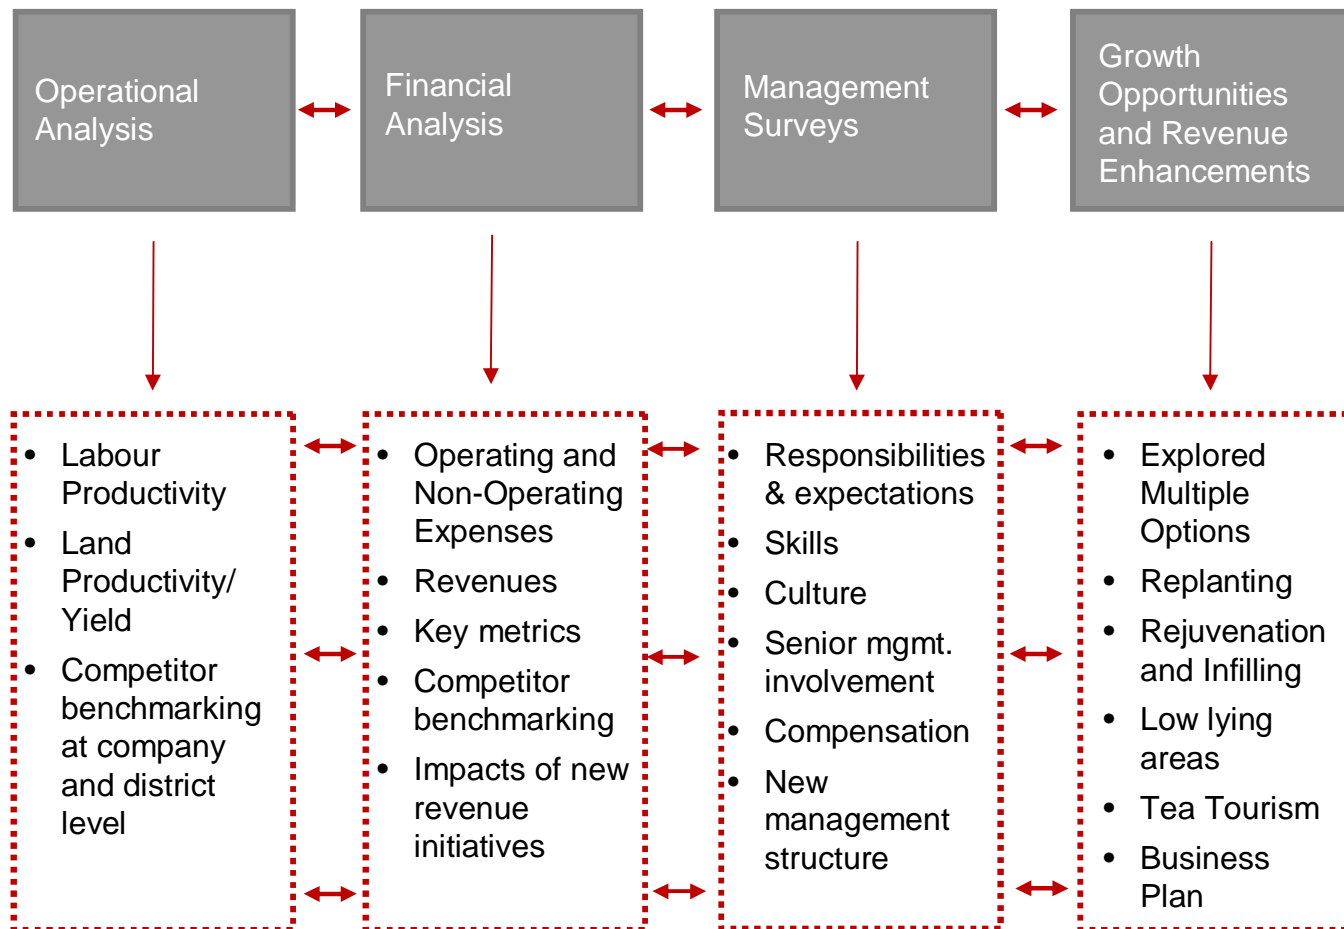 Operational
Analysis
Financial
Analysis
Management
Surveys
Growth
Opportunities
and Revenue
Enhancements
• Labour
Productivity
• Land
Productivity/
Yield
• Competitor
benchmarking
at company
and district
level
• Operating and
Non-Operating
Expenses
• Revenues
• Key metrics
• Competitor
benchmarking
• Impacts of new
revenue
initiatives
• Responsibilities
& expectations
• Skills
• Culture
• Senior mgmt.
involvement
• Compensation
• New
management
structure
• Explored
Multiple
Options
• Replanting
• Rejuvenation
and Infilling
• Low lying
areas
• Tea Tourism
• Business
Plan